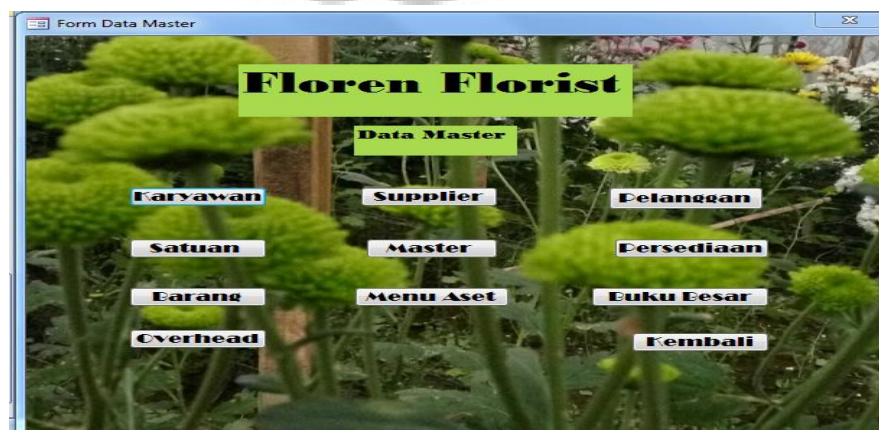 Form Data Master
Floren Florist
Data Master
Karyawan Supplier Pelanggan
Satuan Master Persediaan
Barang Menu Aset Buku Besar
Overhead Kembali